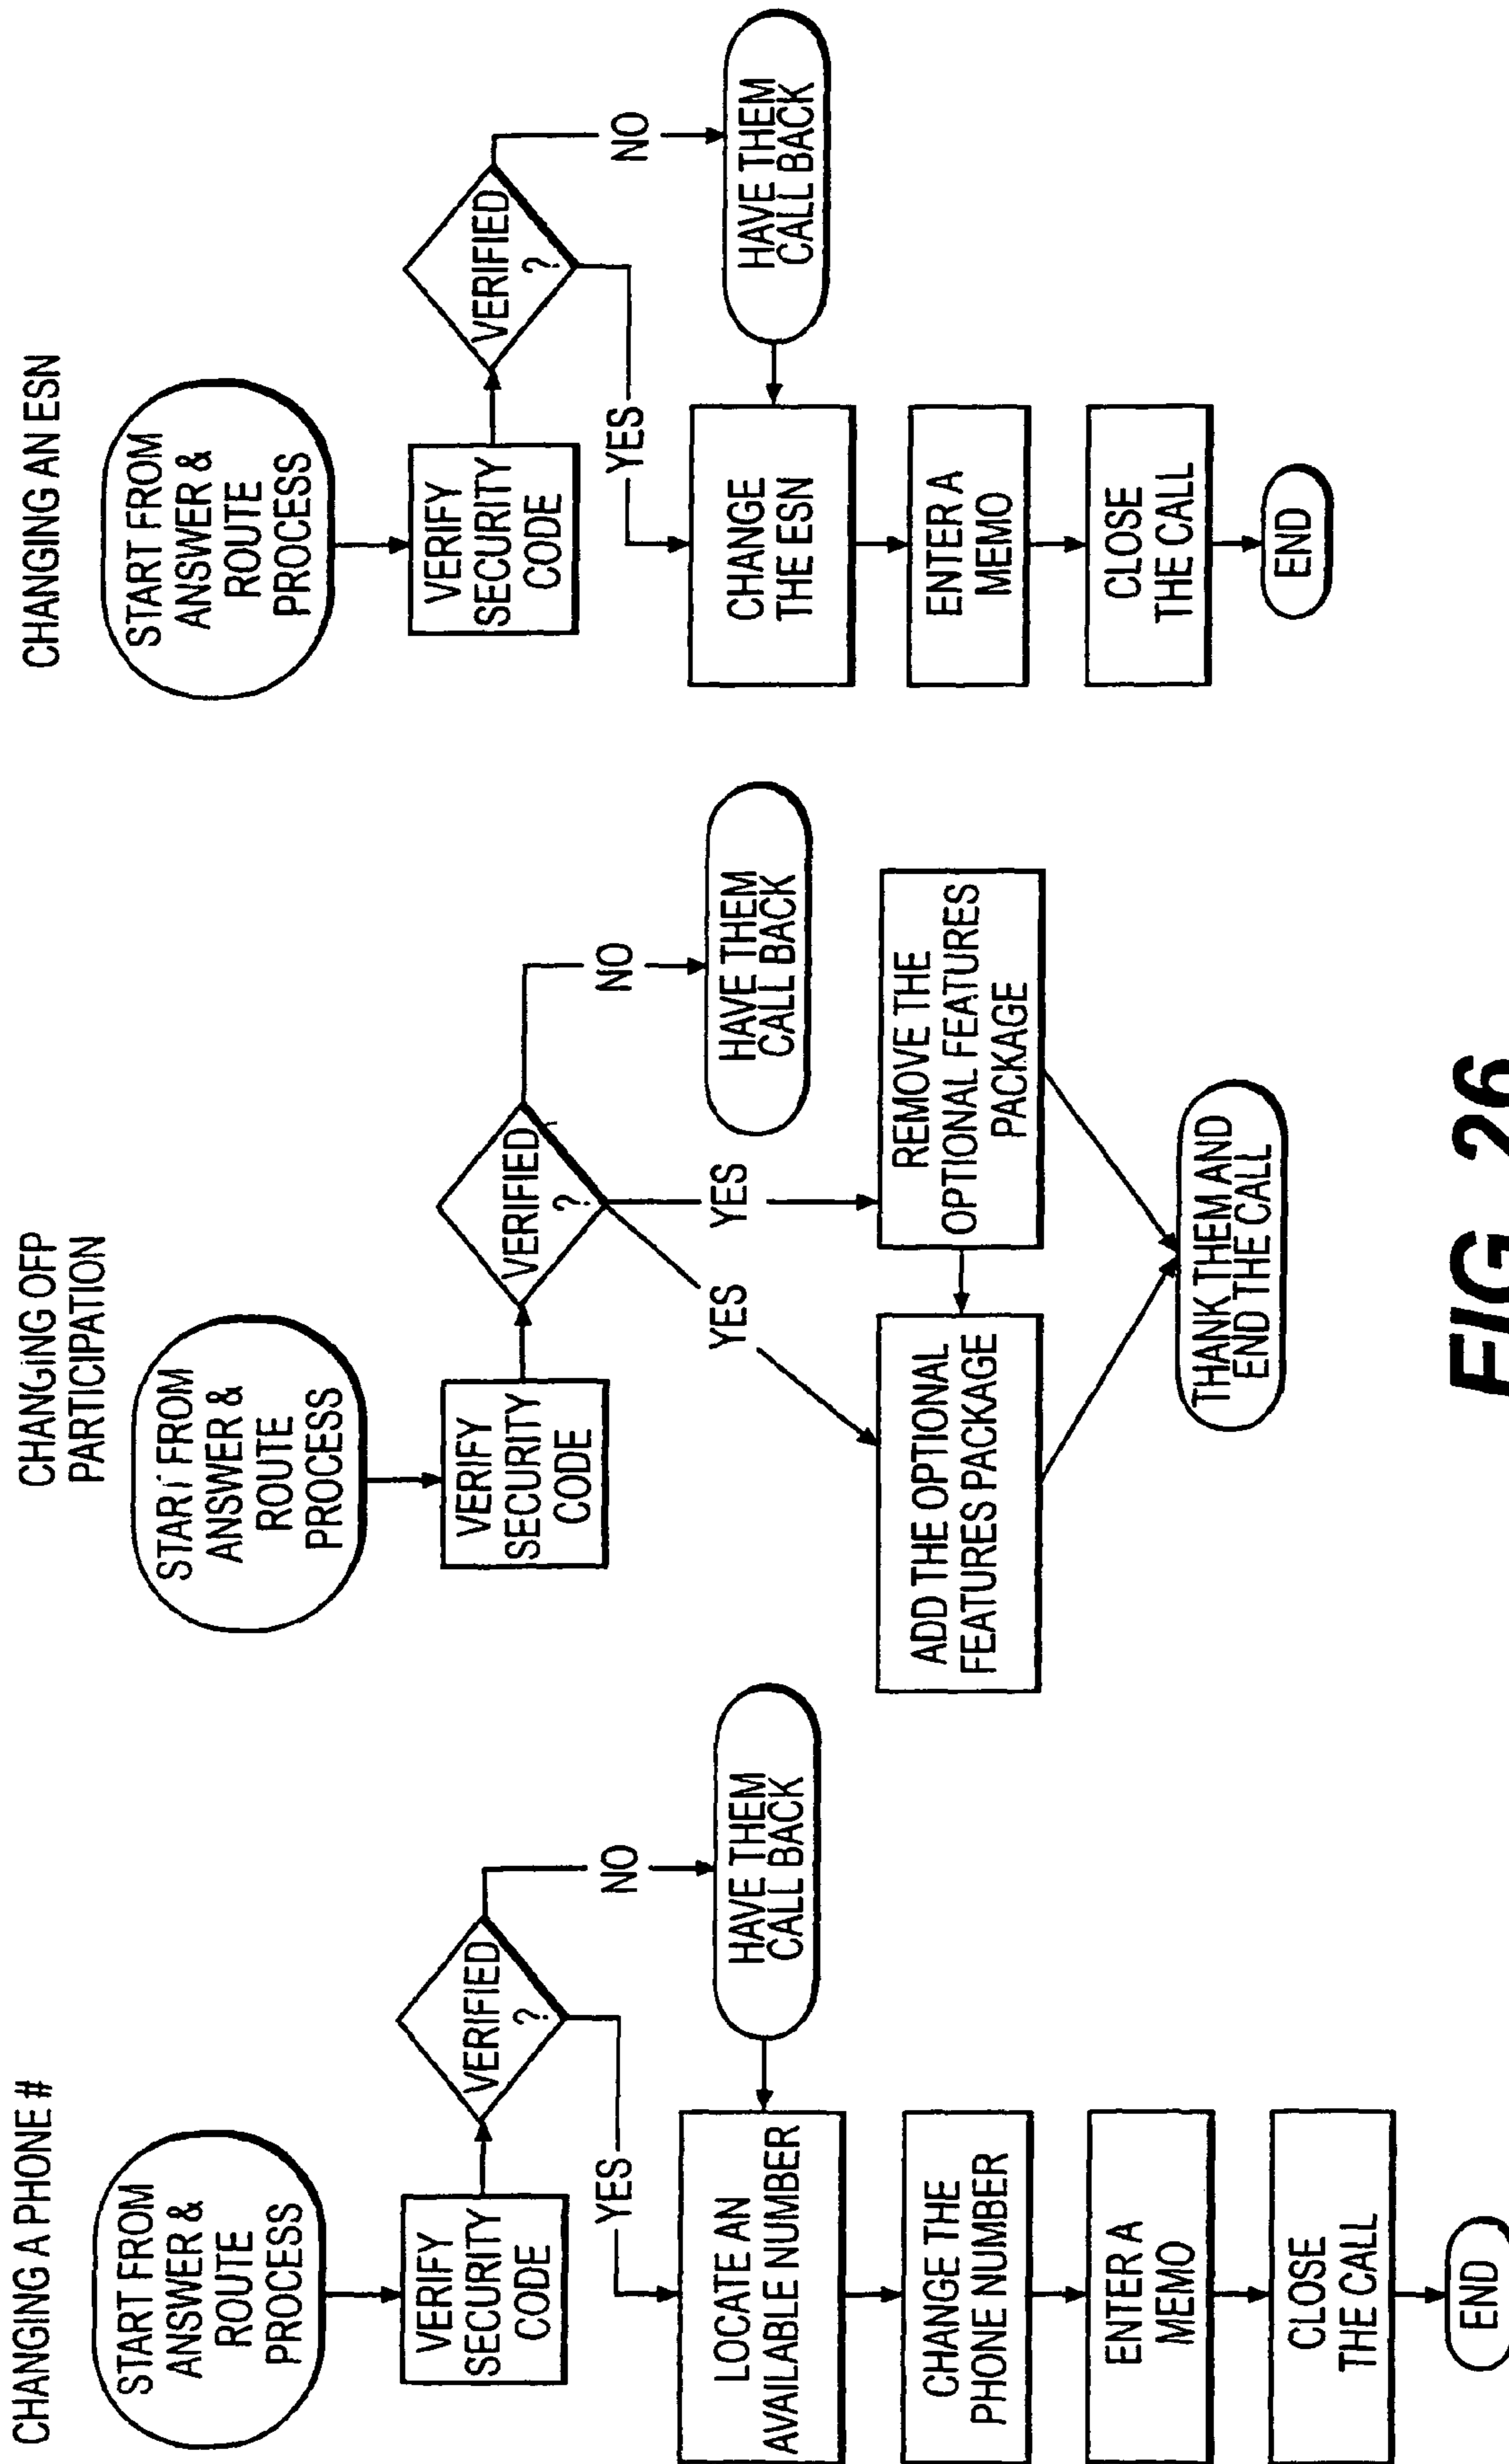 CHANGING A PHONE #
START FROM
ANSWER &
ROUTE
PROCESS
VERIFY
SECURITY
CODE
VERIFIED
?
YES
NO
HAVE THEM
CALL BACK
LOCATE AN
AVAILABLE NUMBER
CHANGE THE
PHONE NUMBER
ENTER A
MEMO
CLOSE
THE CALL
END
CHANGING OFP
PARTICIPATION
START FROM
ANSWER &
ROUTE
PROCESS
VERIFY
SECURITY
CODE
VERIFIED
?
YES
YES
NO
HAVE THEM
CALL BACK
ADD THE OPTIONAL
FEATURES PACKAGE
REMOVE THE
OPTIONAL FEATURES
PACKAGE
THANK THEM AND
END THE CALL
CHANGING AN ESN
START FROM
ANSWER &
ROUTE
PROCESS
VERIFY
SECURITY
CODE
VERIFIED
?
YES
NO
HAVE THEM
CALL BACK
CHANGE
THE ESN
ENTER A
MEMO
CLOSE
THE CALL
END
FIG 26